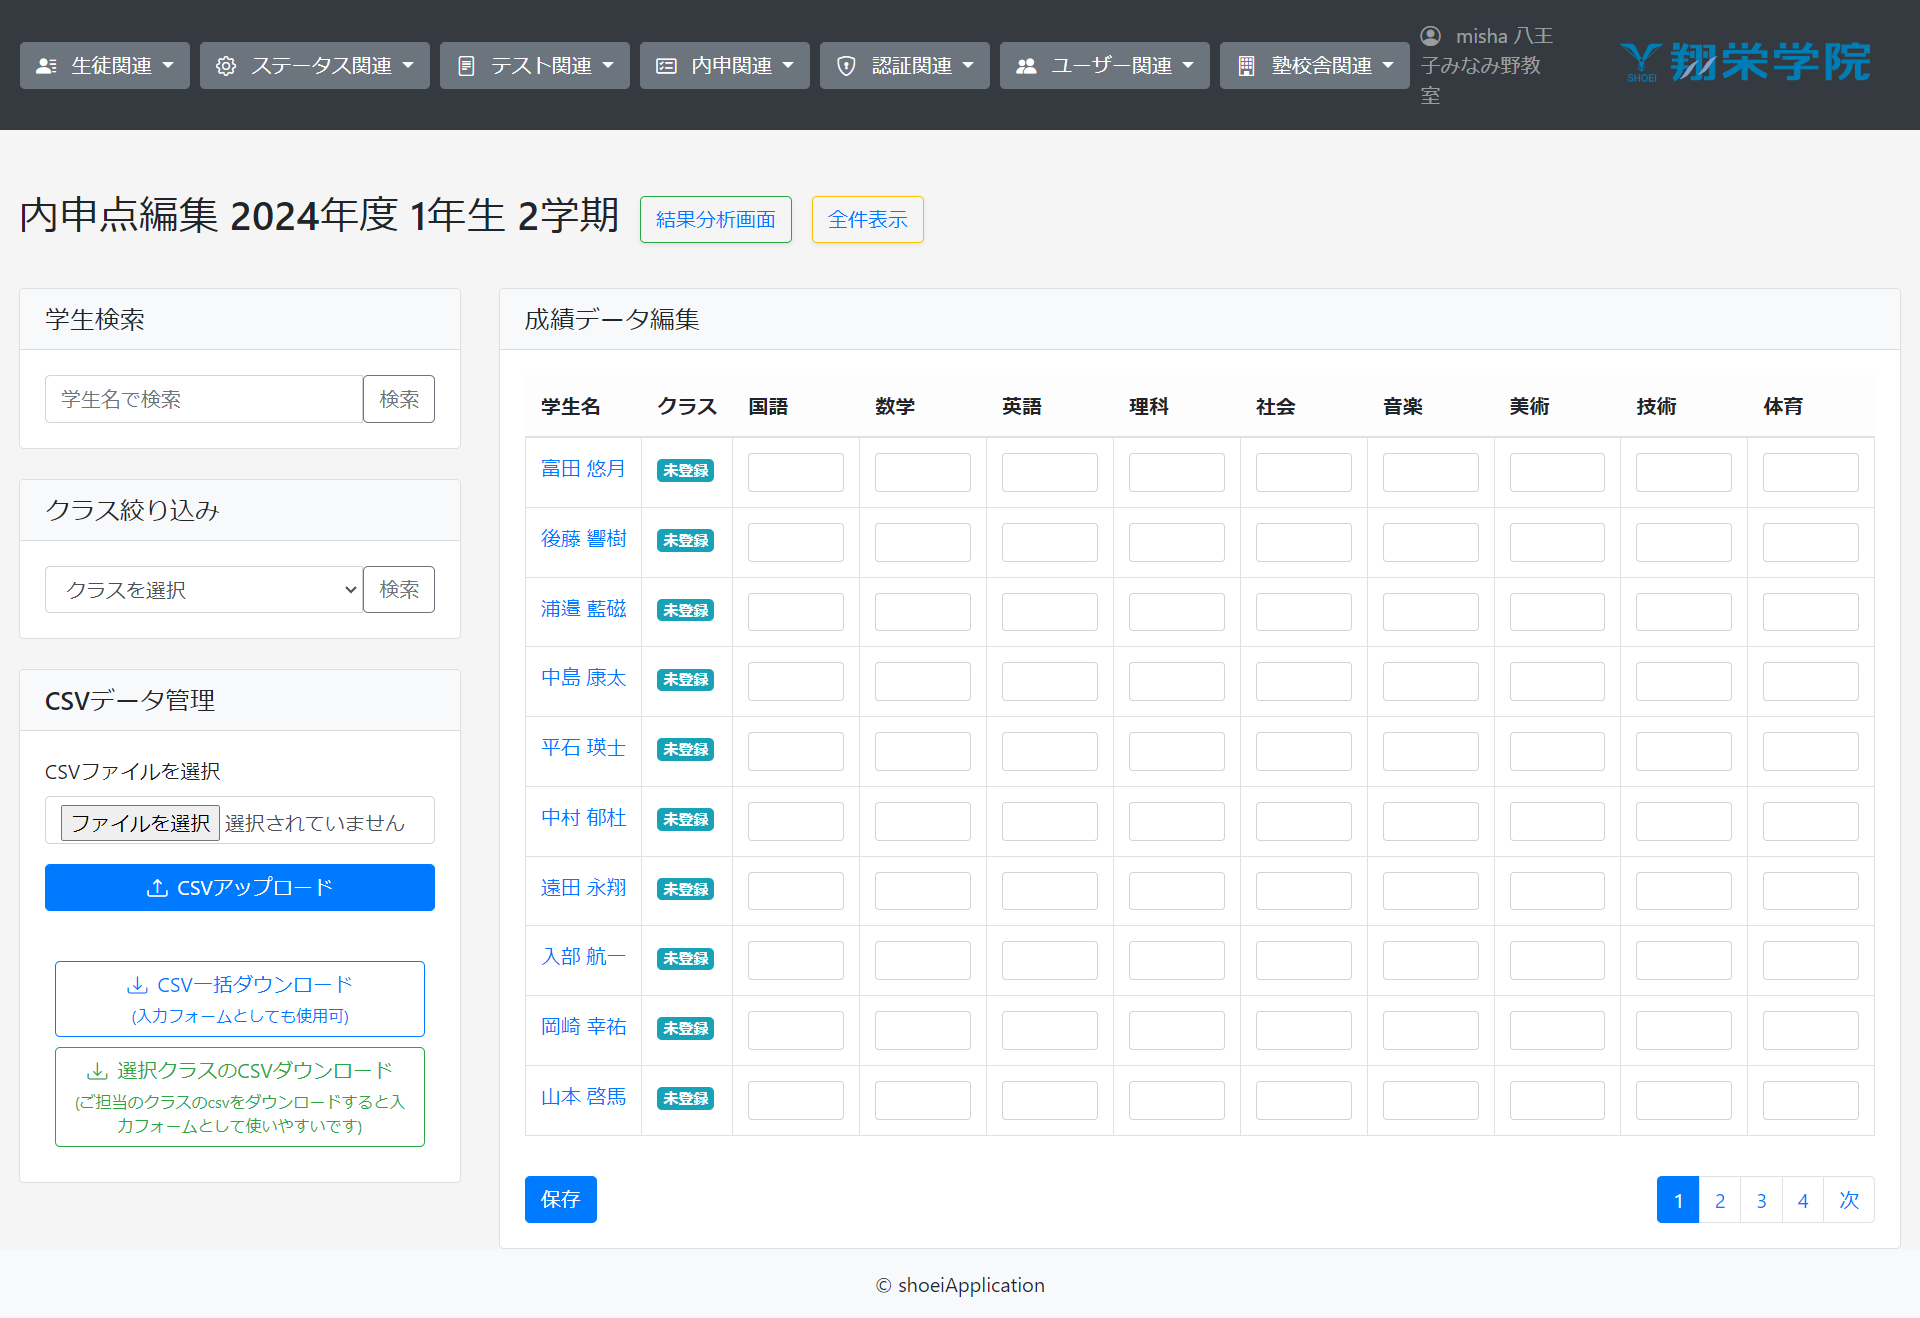 生徒関連 ステータス関連 テスト関連 内申関連 認証関連 ユーザー関連 塾校舎関連
misha 八王
子みなみ野教
室
SHOEI 翔栄学院
内申点編集 2024年度 1年生 2学期 結果分析画面 全件表示
学生検索
学生名で検索 検索
クラス絞り込み
クラスを選択 検索
CSVデータ管理
CSVファイルを選択
ファイルを選択 選択されていません
CSVアップロード
CSV一括ダウンロード
(入力フォームとしても使用可)
選択クラスのCSVダウンロード
(ご担当のクラスのcsvをダウンロードすると入
力フォームとして使いやすいです)
成績データ編集
学生名 クラス 国語 数学 英語 理科 社会 音楽 美術 技術 体育
富田 悠月 未登録
後藤 響樹 未登録
浦邉 藍磁 未登録
中島 康太 未登録
平石 瑛士 未登録
中村 郁杜 未登録
遠田 永翔 未登録
入部 航一 未登録
岡崎 幸祐 未登録
山本 啓馬 未登録
保存
1 2 3 4 次
© shoeiApplication